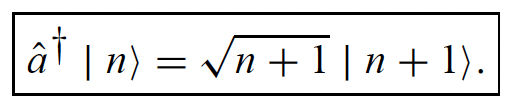 â† | n⟩ = √n + 1 | n + 1⟩.